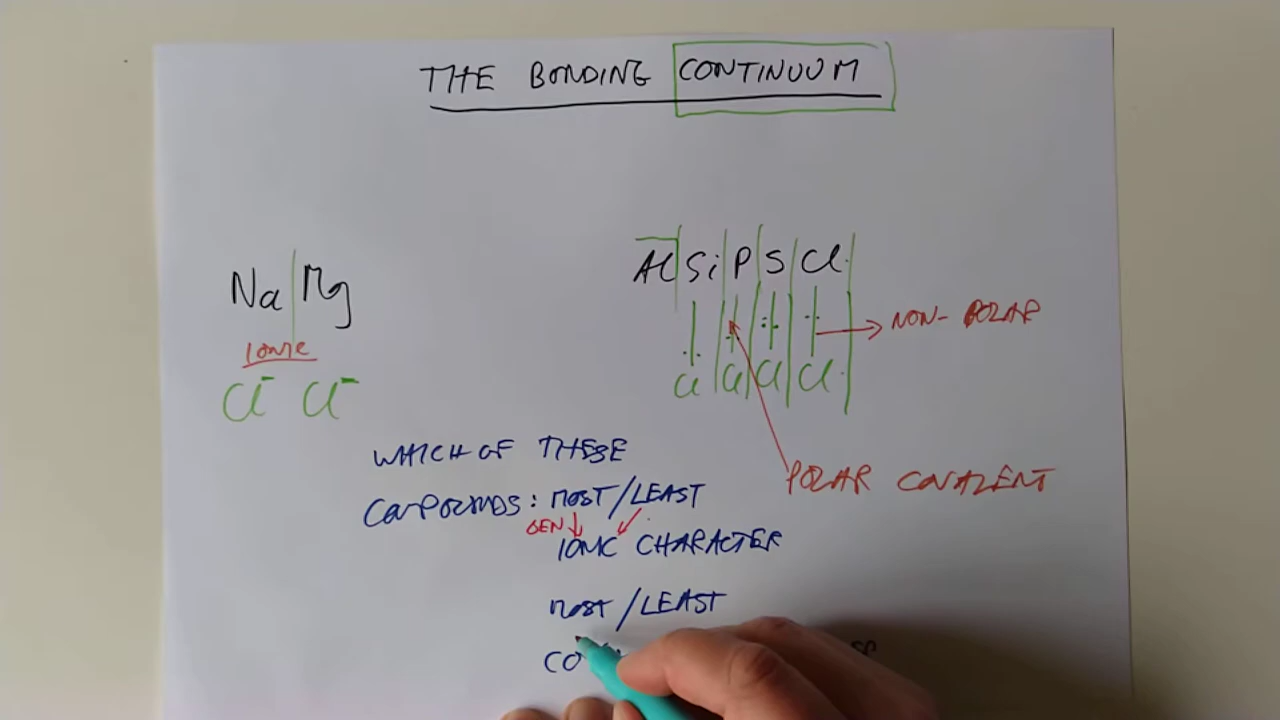 THE BONDING CONTINUUM
Na Mg
Al Si P S Cl
IONIC
Cl⁻ Cl⁻
Cl Cl Cl Cl
NON-POLAR
POLAR COVALENT
WHICH OF THESE
COMPOUNDS: MOST/LEAST
IONIC CHARACTER
MOST/LEAST
CO